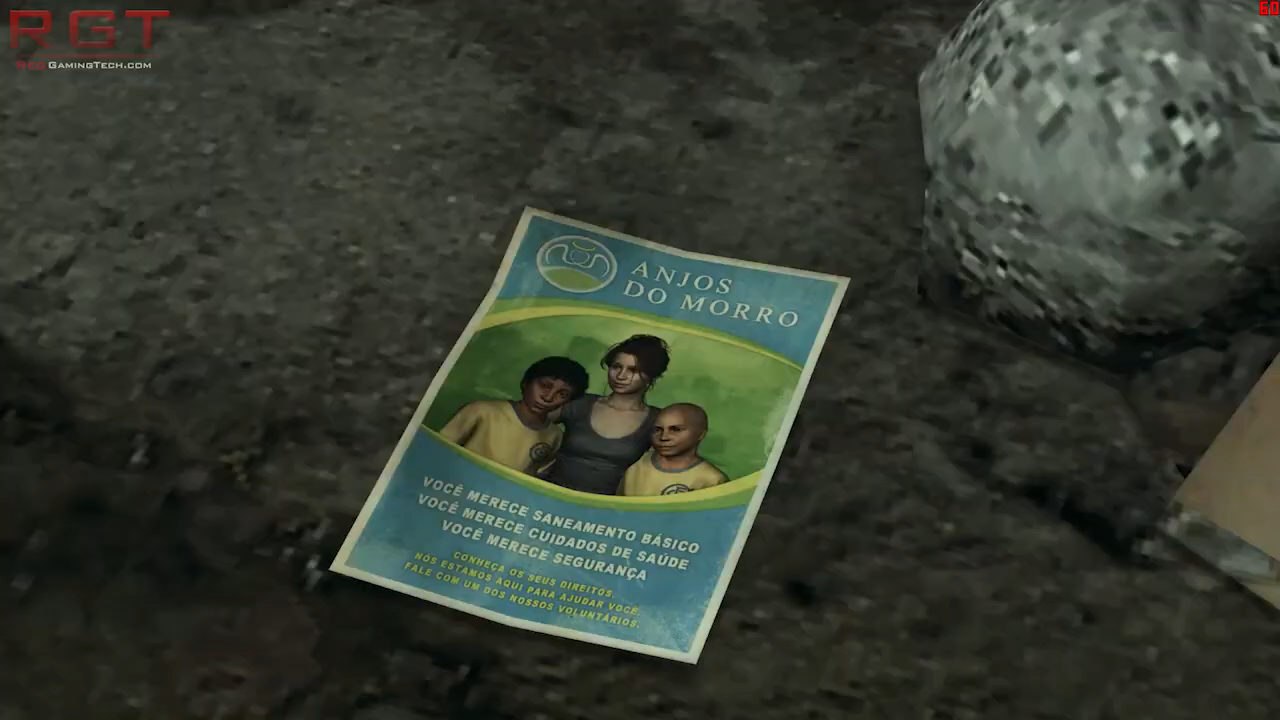 RGT
REDGAMINGTECH.COM
60
ANJOS
DO MORRO
VOCÊ MERECE SANEAMENTO BÁSICO
VOCÊ MERECE CUIDADOS DE SAÚDE
VOCÊ MERECE SEGURANÇA
CONHEÇA OS SEUS DIREITOS.
NÓS ESTAMOS AQUI PARA AJUDAR VOCÊ.
FALE COM UM DOS NOSSOS VOLUNTÁRIOS.